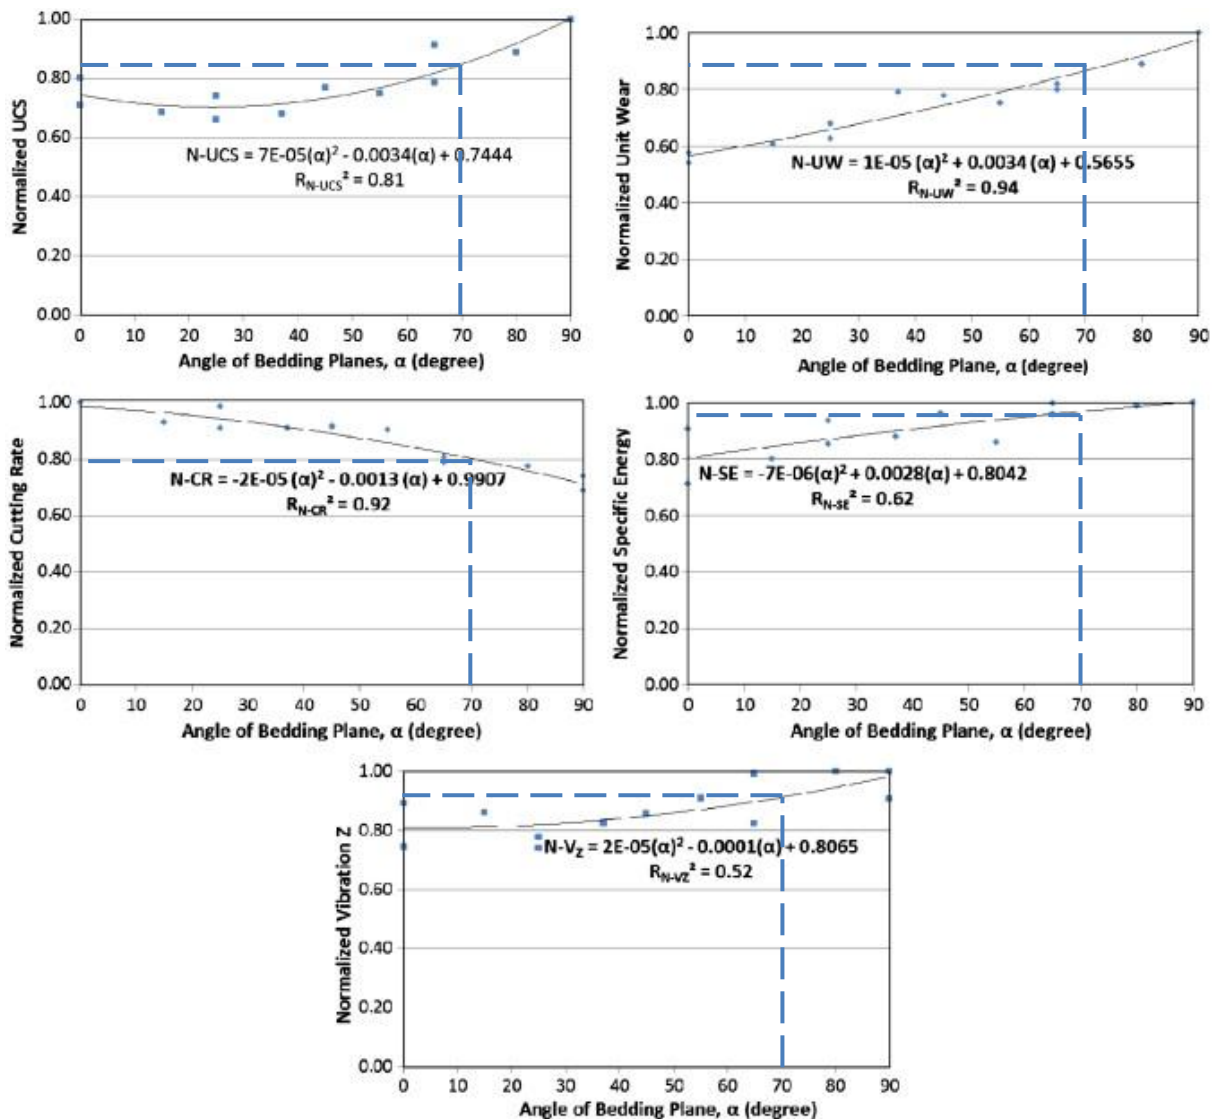 Normalized UCS
1.00
0.80
0.60
0.40
0.20
0.00
N-UCS = 7E-05(α)² - 0.0034(α) + 0.7444
R_N-UCS² = 0.81
0 10 20 30 40 50 60 70 80 90
Angle of Bedding Planes, α (degree)
Normalized Unit Wear
1.00
0.80
0.60
0.40
0.20
0.00
N-UW = 1E-05 (α)² + 0.0034 (α) + 0.5655
R_N-UW² = 0.94
0 10 20 30 40 50 60 70 80 90
Angle of Bedding Plane, α (degree)
Normalized Cutting Rate
1.00
0.80
0.60
0.40
0.20
0.00
N-CR = -2E-05 (α)² - 0.0013 (α) + 0.9907
R_N-CR² = 0.92
0 10 20 30 40 50 60 70 80 90
Angle of Bedding Plane, α (degree)
Normalized Specific Energy
1.00
0.80
0.60
0.40
0.20
0.00
N-SE = -7E-06(α)² + 0.0028(α) + 0.8042
R_N-SE² = 0.62
0 10 20 30 40 50 60 70 80 90
Angle of Bedding Plane, α (degree)
Normalized Vibration Z
1.00
0.80
0.60
0.40
0.20
0.00
N-V_Z = 2E-05(α)² - 0.0001(α) + 0.8065
R_N-VZ² = 0.52
0 10 20 30 40 50 60 70 80 90
Angle of Bedding Plane, α (degree)